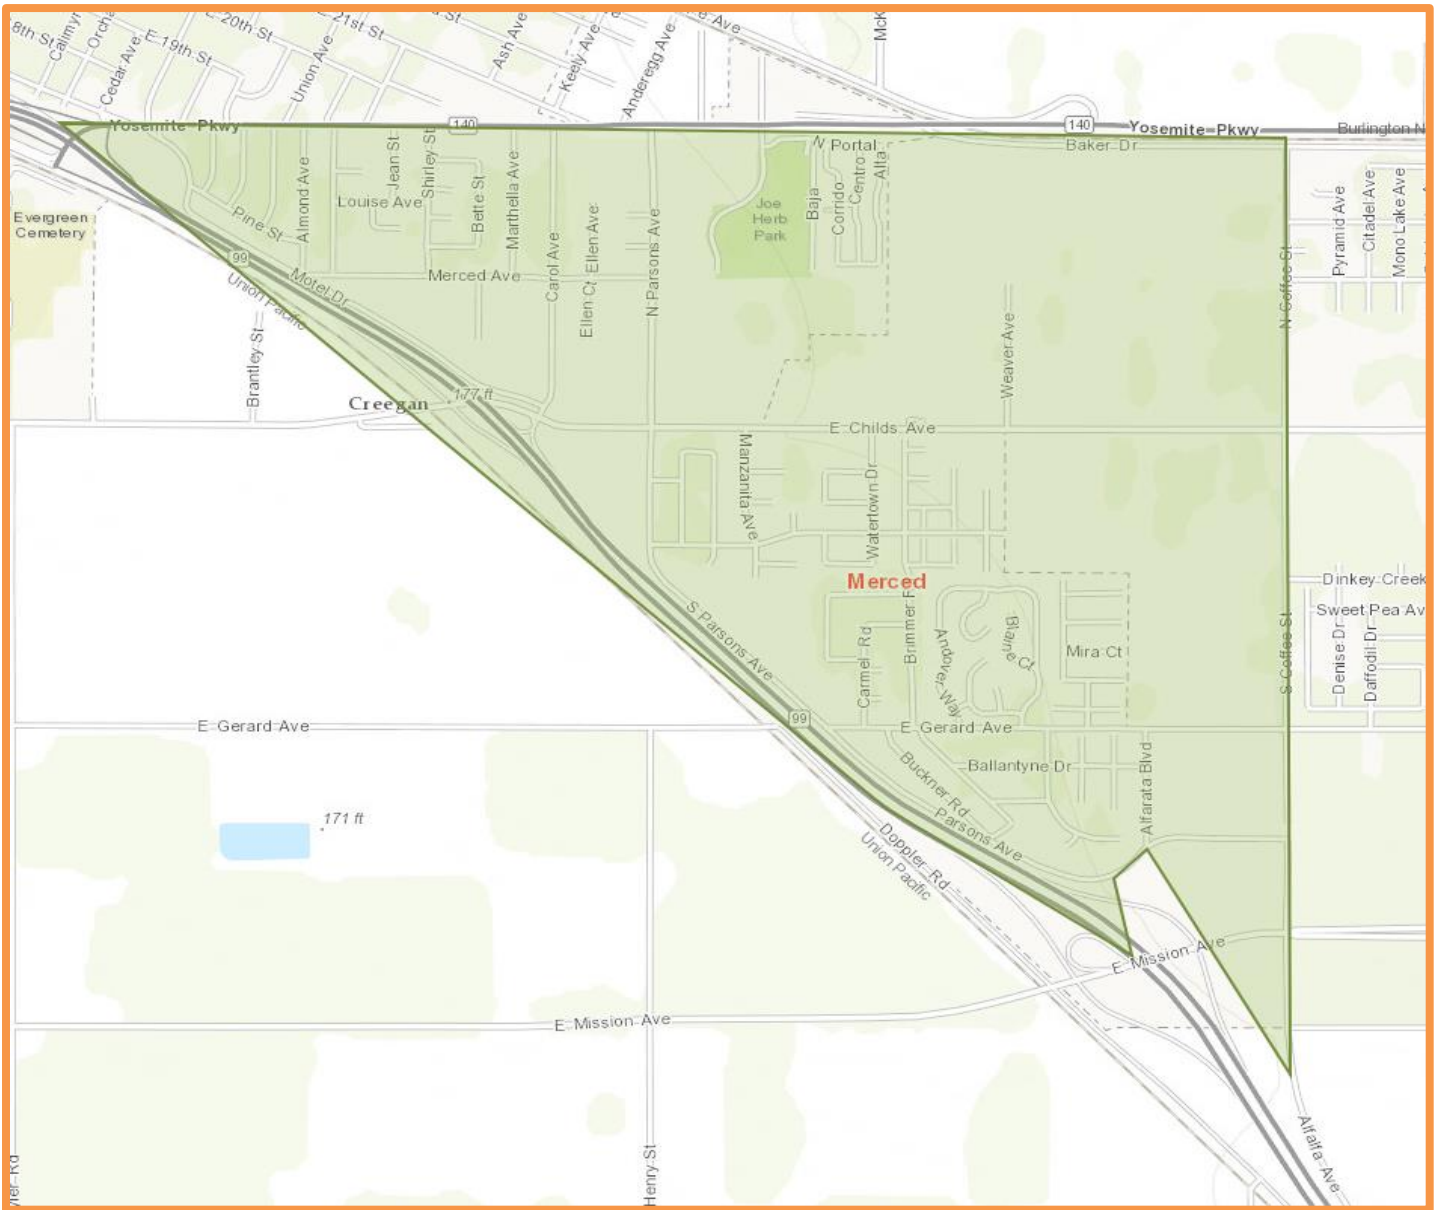 E 20th St
E 21st St
8th St
Calimyr
Orcha
Cedar Ave
E 19th St
Union Ave
Ash Ave
Keely Ave
Anderegg Ave
Ave
McK
Yosemite Pkwy
140
140
Yosemite Pkwy
Burlington N
Baker Dr
N Portal
Alta
Centro
Corrido
Baja
Joe
Herb
Park
Evergreen
Cemetery
Pine St
Almond Ave
Jean St
Louise Ave
Shirley St
Bette St
Marthella Ave
Carol Ave
Ellen Ave
Ellen Ct
N Parsons Ave
Merced Ave
N Coffee St
Pyramid Ave
Citadel Ave
Mono Lake Ave
99
Motel Dr
Union Pacific
Brantley St
Creegan
177 ft
Weaver Ave
E Childs Ave
Manzanita Ave
Watertown Dr
Merced
Brimmer R
Carmel Rd
Andover Way
Blaine Ct
Mira Ct
S Parsons Ave
S Coffee St
Dinkey Creek
Sweet Pea Av
Denise Dr
Daffodil Dr
E Gerard Ave
99
E Gerard Ave
Ballantyne Dr
Buckner Rd
Alfarata Blvd
Parsons Ave
171 ft
Doppler Rd
Union Pacific
E Mission Ave
E Mission Ave
Henry St
Alfalfa Ave